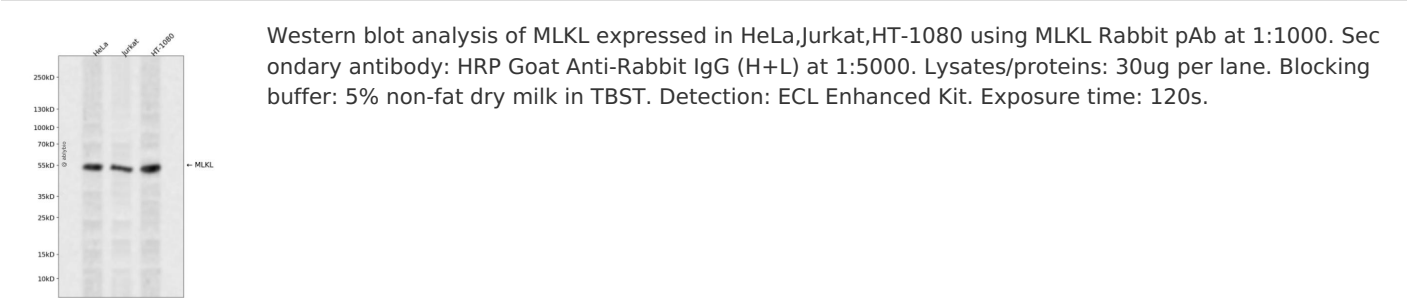 HeLa
Jurkat
HT-1080
250kD
130kD
100kD
70kD
55kD
35kD
25kD
15kD
10kD
@ abbybio
← MLKL
Western blot analysis of MLKL expressed in HeLa,Jurkat,HT-1080 using MLKL Rabbit pAb at 1:1000. Sec
ondary antibody: HRP Goat Anti-Rabbit IgG (H+L) at 1:5000. Lysates/proteins: 30ug per lane. Blocking
buffer: 5% non-fat dry milk in TBST. Detection: ECL Enhanced Kit. Exposure time: 120s.